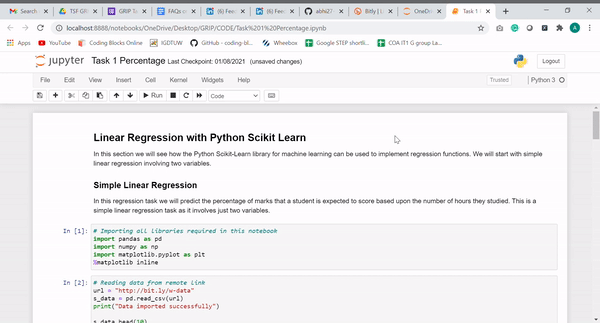 Search
TSF GR
GRIP T
FAQs o
(6) Fee
(6) Fee
abhi27
Bitly | L
OneDriv
Task 1
localhost:8888/notebooks/OneDrive/Desktop/GRIP/CODE/Task%201%20Percentage.ipynb
Apps
Gmail
YouTube
Maps
Coding Blocks Online
IGDTUW
GitHub - coding-bl...
Wheebox
Google STEP shortli...
COA IT1 G group La...
jupyter Task 1 Percentage Last Checkpoint: 01/08/2021 (unsaved changes)
Logout
File Edit View Insert Cell Kernel Widgets Help
Trusted
Python 3
Run
Code
Linear Regression with Python Scikit Learn
In this section we will see how the Python Scikit-Learn library for machine learning can be used to implement regression functions. We will start with simple
linear regression involving two variables.
Simple Linear Regression
In this regression task we will predict the percentage of marks that a student is expected to score based upon the number of hours they studied. This is a
simple linear regression task as it involves just two variables.
In [1]:
# Importing all libraries required in this notebook
import pandas as pd
import numpy as np
import matplotlib.pyplot as plt
%matplotlib inline
In [2]:
# Reading data from remote link
url = "http://bit.ly/w-data"
s_data = pd.read_csv(url)
print("Data imported successfully")
s_data.head(10)